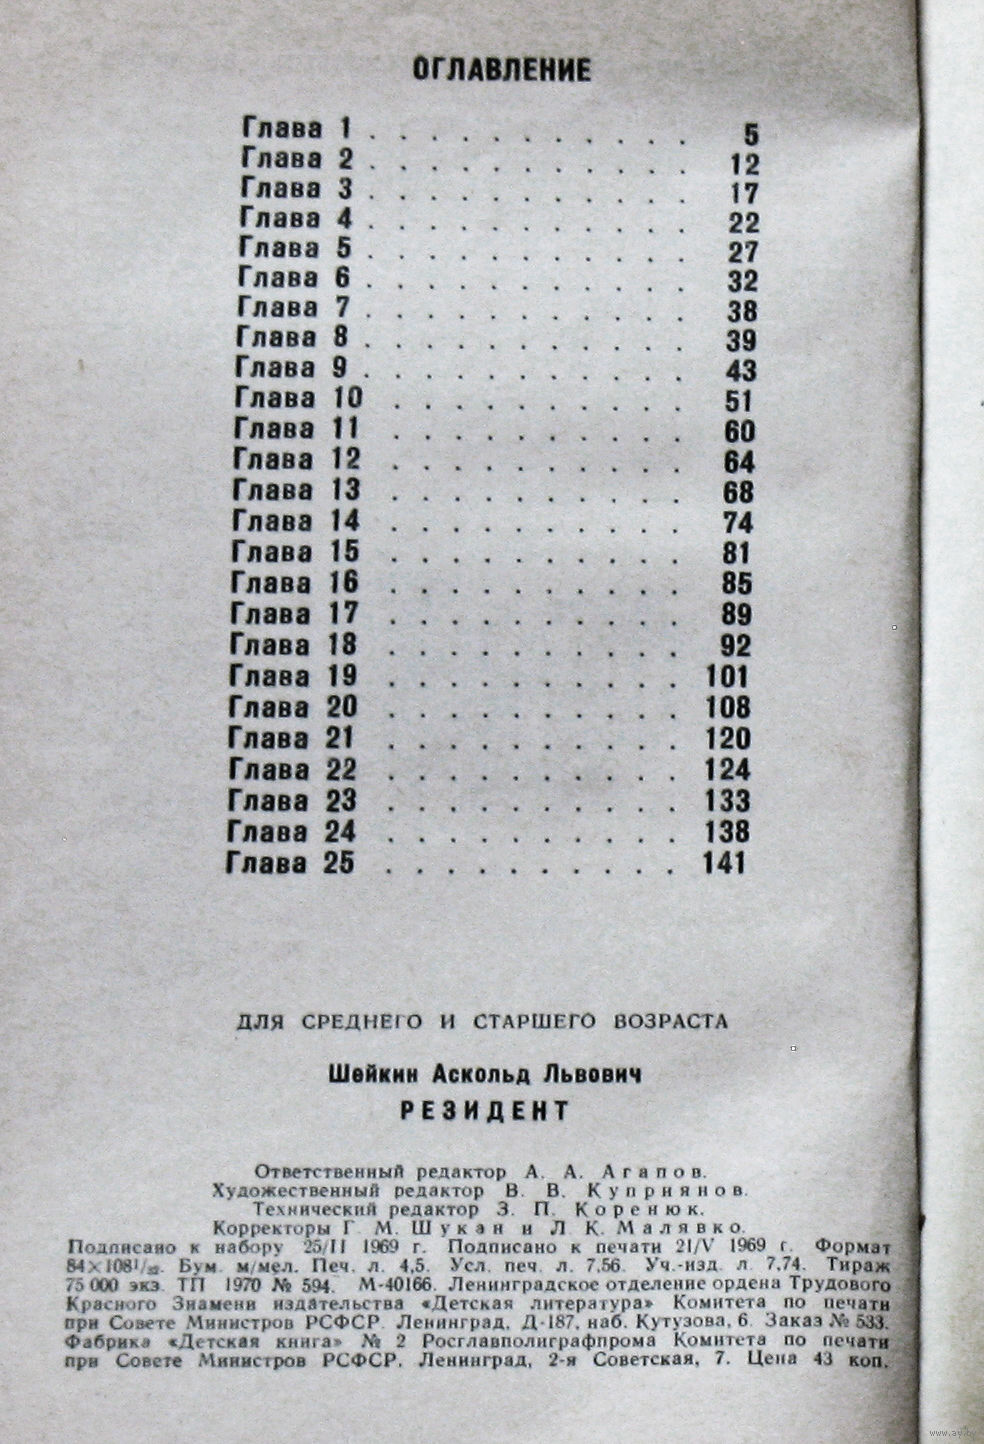 ОГЛАВЛЕНИЕ
Глава 1 . . . . . . . . . . . 5
Глава 2 . . . . . . . . . . . 12
Глава 3 . . . . . . . . . . . 17
Глава 4 . . . . . . . . . . . 22
Глава 5 . . . . . . . . . . . 27
Глава 6 . . . . . . . . . . . 32
Глава 7 . . . . . . . . . . . 38
Глава 8 . . . . . . . . . . . 39
Глава 9 . . . . . . . . . . . 43
Глава 10 . . . . . . . . . . 51
Глава 11 . . . . . . . . . . 60
Глава 12 . . . . . . . . . . 64
Глава 13 . . . . . . . . . . 68
Глава 14 . . . . . . . . . . 74
Глава 15 . . . . . . . . . . 81
Глава 16 . . . . . . . . . . 85
Глава 17 . . . . . . . . . . 89
Глава 18 . . . . . . . . . . 92
Глава 19 . . . . . . . . . . 101
Глава 20 . . . . . . . . . . 108
Глава 21 . . . . . . . . . . 120
Глава 22 . . . . . . . . . . 124
Глава 23 . . . . . . . . . . 133
Глава 24 . . . . . . . . . . 138
Глава 25 . . . . . . . . . . 141
ДЛЯ СРЕДНЕГО И СТАРШЕГО ВОЗРАСТА
Шейкин Аскольд Львович
РЕЗИДЕНТ
Ответственный редактор А. А. Агапов.
Художественный редактор В. В. Куприянов.
Технический редактор З. П. Коренюк.
Корректоры Г. М. Шукан и Л. К. Малявко.
Подписано к набору 25/II 1969 г. Подписано к печати 21/V 1969 г. Формат
84×108¹/₃₂. Бум. м/мел. Печ. л. 4,5. Усл. печ. л. 7,56. Уч.-изд. л. 7,74. Тираж
75 000 экз. ТП 1970 № 594. М-40166. Ленинградское отделение ордена Трудового
Красного Знамени издательства «Детская литература» Комитета по печати
при Совете Министров РСФСР. Ленинград, Д-187, наб. Кутузова, 6. Заказ № 533.
Фабрика «Детская книга» № 2 Росглавполиграфпрома Комитета по печати
при Совете Министров РСФСР. Ленинград, 2-я Советская, 7. Цена 43 коп.
www.ay.by